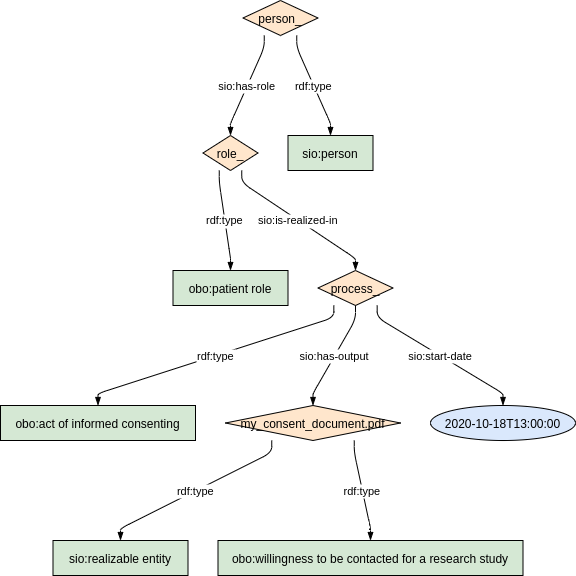 person_
sio:has-role
rdf:type
role_
sio:person
rdf:type
sio:is-realized-in
obo:patient role
process_
rdf:type
sio:has-output
sio:start-date
obo:act of informed consenting
my_consent_document.pdf
2020-10-18T13:00:00
rdf:type
rdf:type
sio:realizable entity
obo:willingness to be contacted for a research study